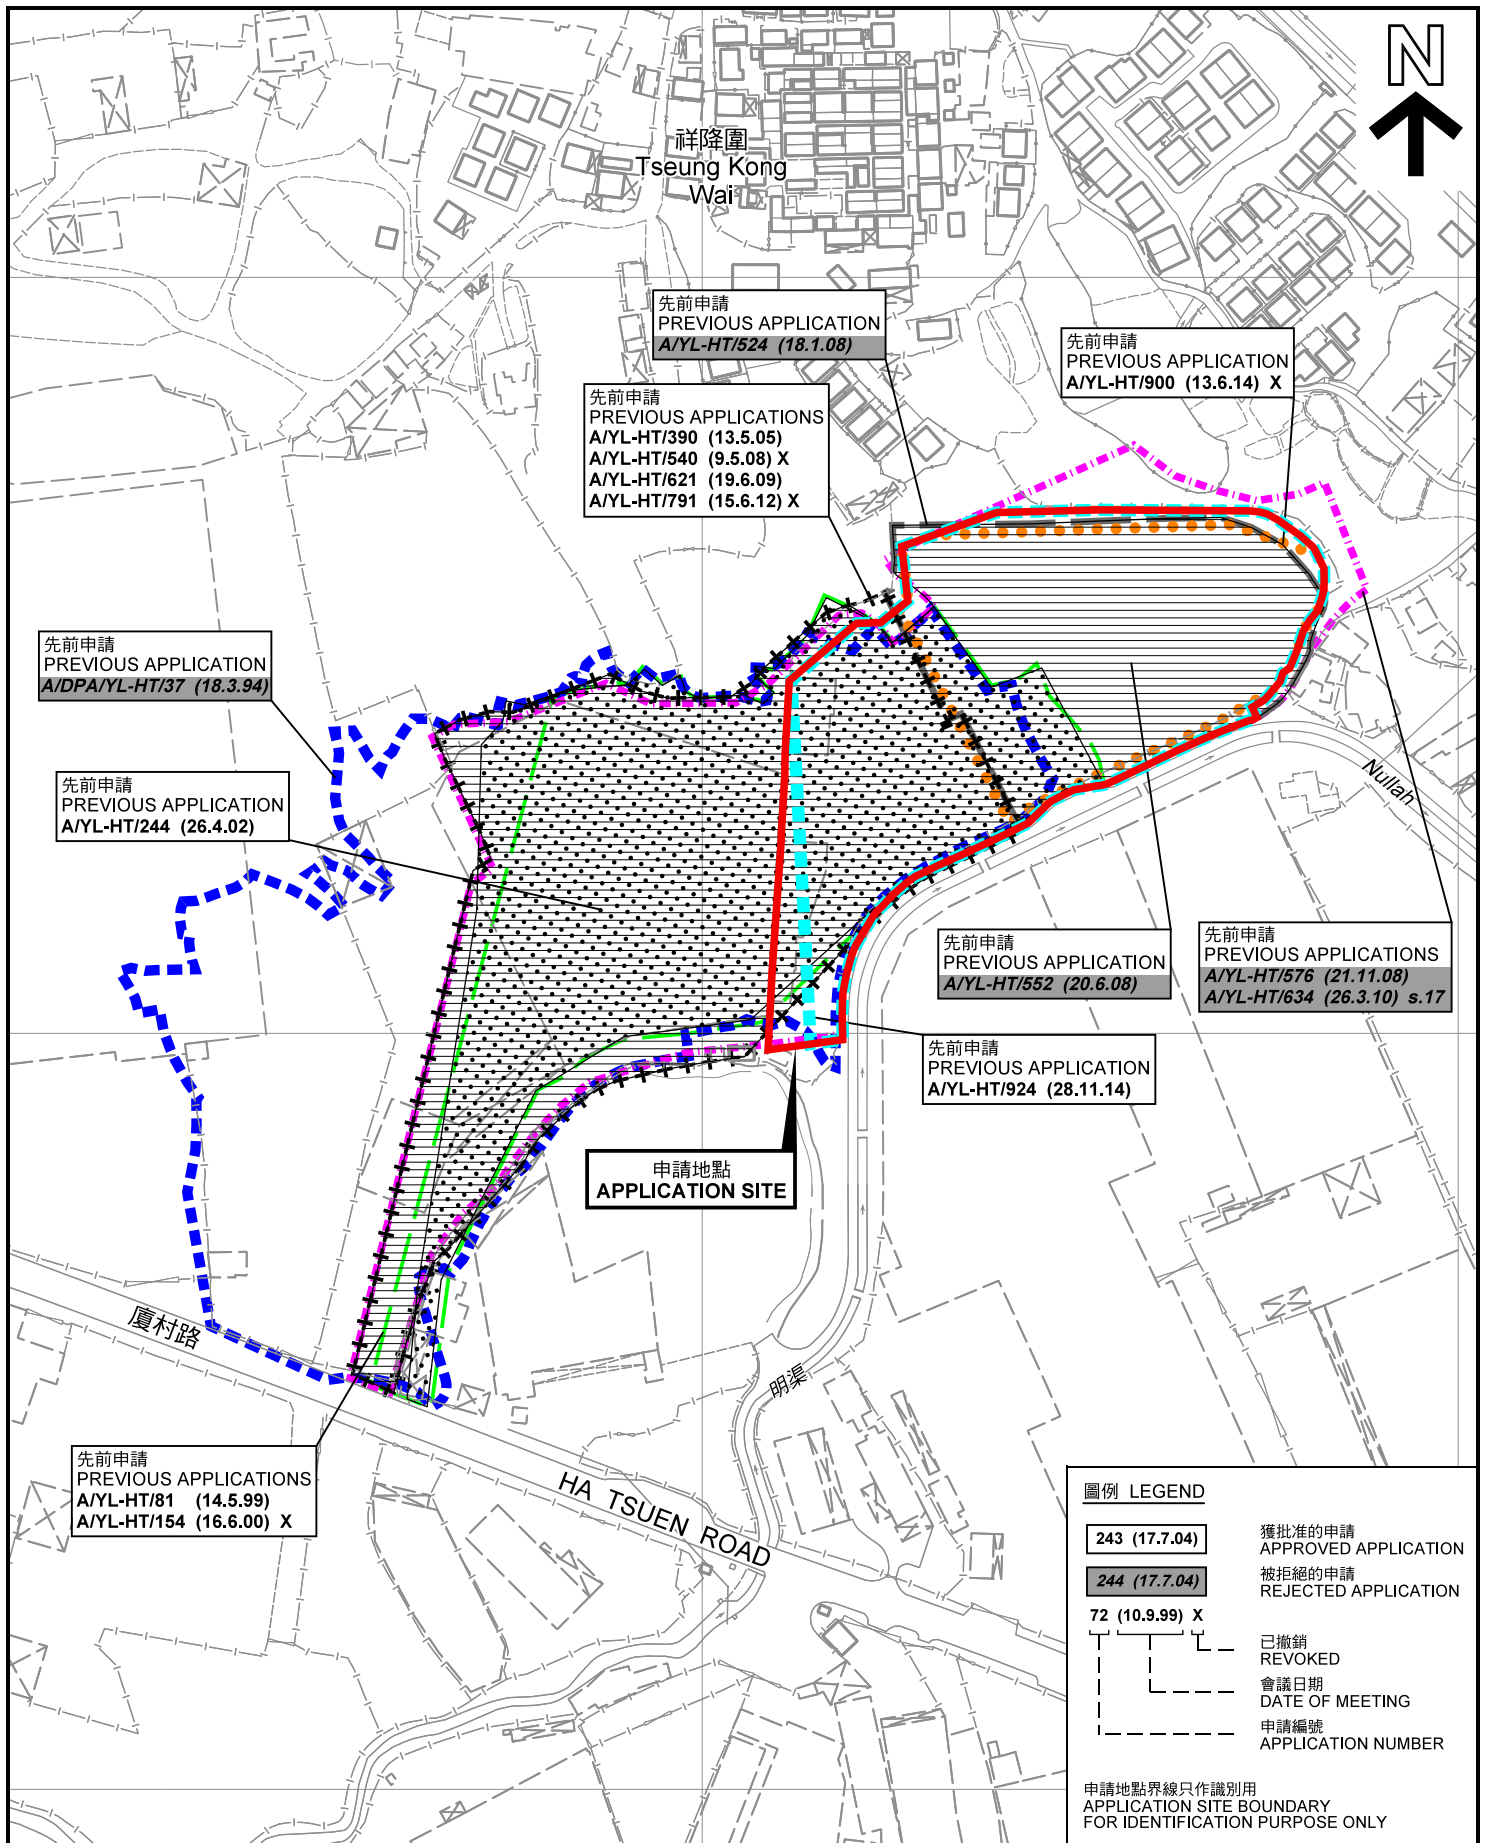 N
祥降圍
Tseung Kong
Wai
先前申請
PREVIOUS APPLICATION
A/YL-HT/524 (18.1.08)
先前申請
PREVIOUS APPLICATION
A/YL-HT/900 (13.6.14) X
先前申請
PREVIOUS APPLICATIONS
A/YL-HT/390 (13.5.05)
A/YL-HT/540 (9.5.08) X
A/YL-HT/621 (19.6.09)
A/YL-HT/791 (15.6.12) X
先前申請
PREVIOUS APPLICATION
A/DPA/YL-HT/37 (18.3.94)
先前申請
PREVIOUS APPLICATION
A/YL-HT/244 (26.4.02)
Nullah
先前申請
PREVIOUS APPLICATION
A/YL-HT/552 (20.6.08)
先前申請
PREVIOUS APPLICATIONS
A/YL-HT/576 (21.11.08)
A/YL-HT/634 (26.3.10) s.17
先前申請
PREVIOUS APPLICATION
A/YL-HT/924 (28.11.14)
申請地點
APPLICATION SITE
廈村路
明渠
先前申請
PREVIOUS APPLICATIONS
A/YL-HT/81 (14.5.99)
A/YL-HT/154 (16.6.00) X
HA TSUEN ROAD
圖例 LEGEND
243 (17.7.04)
獲批准的申請
APPROVED APPLICATION
244 (17.7.04)
被拒絕的申請
REJECTED APPLICATION
72 (10.9.99) X
已撤銷
REVOKED
會議日期
DATE OF MEETING
申請編號
APPLICATION NUMBER
申請地點界線只作識別用
APPLICATION SITE BOUNDARY
FOR IDENTIFICATION PURPOSE ONLY